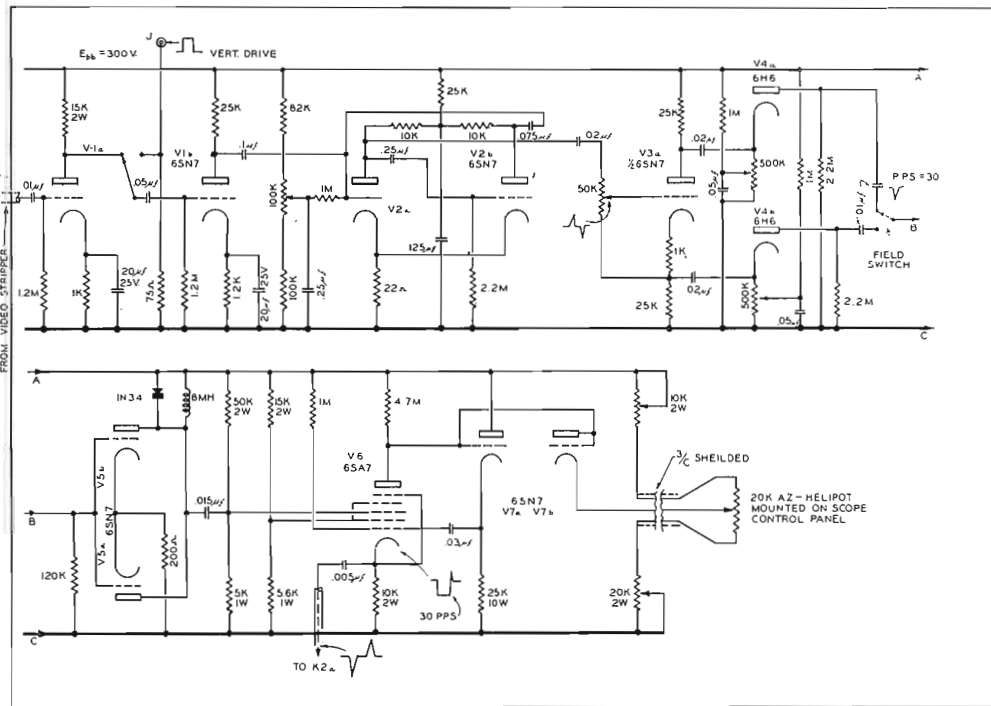 E_bb = 300 V.
J
VERT. DRIVE
15K
2W
25K
82K
25K
10K
10K
.075µf
.02µf
25K
V4a
6H6
1M
A
V-1a
V1b
6SN7
.1µf
.25µf
V2b
6SN7
V3a
½6SN7
.02µf
.01µf
.05µf
100K
1M
V2a
50K
.05µf
500K
1M
2.2M
PPS=30
.01µf
B
FIELD
SWITCH
V4b
6H6
1.2M
1K
20µf
25V
75Ω
1.2M
1.2K
20µf
25V
100K
.25µf
22Ω
.125µf
2.2M
1K
25K
.02µf
500K
.05µf
2.2M
C
FROM VIDEO STRIPPER
A
1N34
8MH
50K
2W
15K
2W
1M
4.7M
10K
2W
V5b
V5a
6SN7
V6
6SA7
3/C SHEILDED
B
.015µf
6SN7
V7a V7b
20K AZ-HELIPOT
MOUNTED ON SCOPE
CONTROL PANEL
200Ω
.03µf
120K
.005µf
5K
1W
5.6K
1W
10K
2W
30 PPS
25K
10W
20K
2W
C
TO K2a